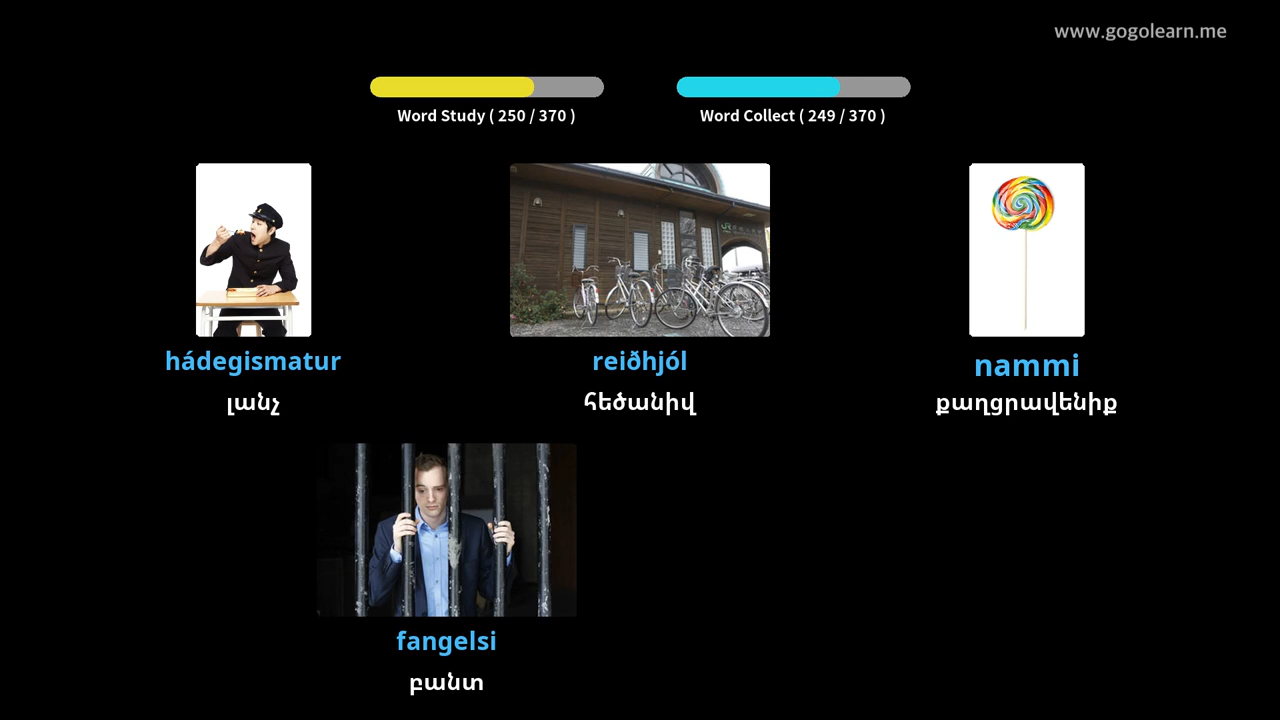 www.gogolearn.me
Word Study ( 250 / 370 )
Word Collect ( 249 / 370 )
hádegismatur
լանչ
reiðhjól
հեծանիվ
nammi
քաղցրավենիք
fangelsi
բանտ